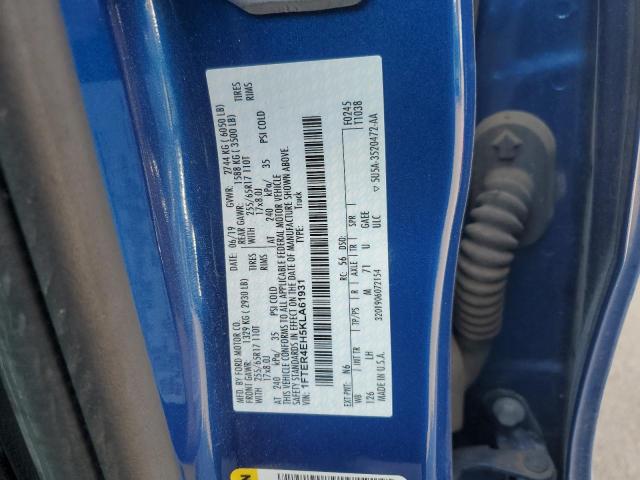 MFD. BY FORD MOTOR CO.
DATE: 06/19 GVWR: 2744 KG ( 6050 LB)
FRONT GAWR: 1329 KG ( 2930 LB) REAR GAWR: 1588 KG ( 3500 LB)
WITH 255/65R17 110T TIRES WITH 255/65R17 110T TIRES
17x8.0J RIMS 17x8.0J RIMS
AT 240 kPa/ 35 PSI COLD AT 240 kPa/ 35 PSI COLD
THIS VEHICLE CONFORMS TO ALL APPLICABLE FEDERAL MOTOR VEHICLE
SAFETY STANDARDS IN EFFECT ON THE DATE OF MANUFACTURE SHOWN ABOVE.
VIN: 1FTER4EH5KLA61931 Truck
F0245
T1038
EXT PNT: N6 RC: 56 DSO:
WB INT TR TP/PS R AXLE TR SPR
126 LH M 71 U GAEE
ULC
MADE IN U.S.A. 3201906072154 ▽ 5U5A-3520472-AA
N